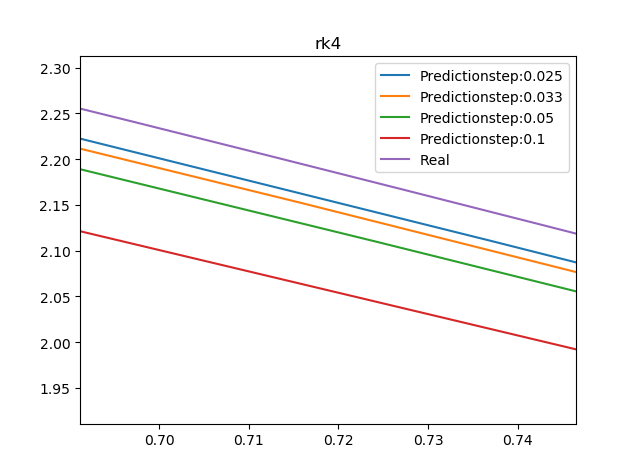 rk4
Predictionstep:0.025
Predictionstep:0.033
Predictionstep:0.05
Predictionstep:0.1
Real
2.30
2.25
2.20
2.15
2.10
2.05
2.00
1.95
0.70 0.71 0.72 0.73 0.74